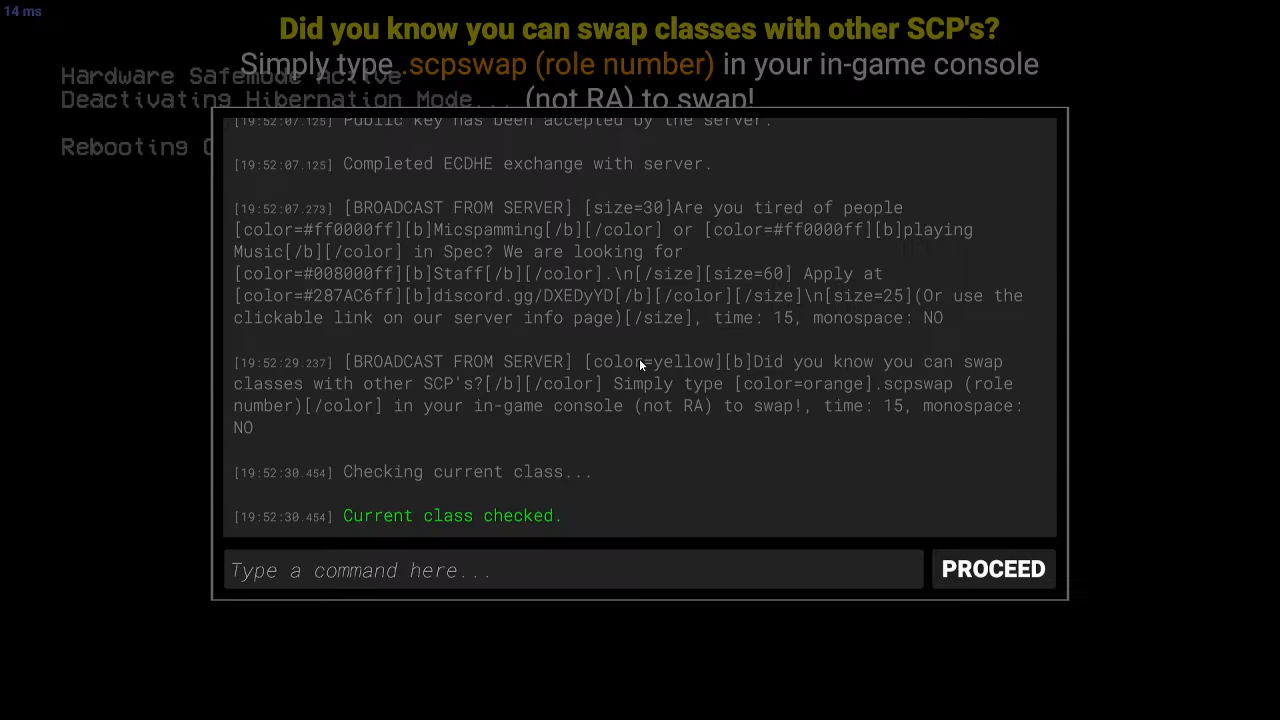 14 ms
Did you know you can swap classes with other SCP's?
Simply type .scpswap (role number) in your in-game console
(not RA) to swap!
Hardware Safemode Active
Deactivating Hibernation Mode...
Rebooting
[19:52:07.125] Public key has been accepted by the server.
[19:52:07.125] Completed ECDHE exchange with server.
[19:52:07.273] [BROADCAST FROM SERVER] [size=30]Are you tired of people
[color=#ff0000ff][b]Micspamming[/b][/color] or [color=#ff0000ff][b]playing
Music[/b][/color] in Spec? We are looking for
[color=#008000ff][b]Staff[/b][/color].\n[/size][size=60] Apply at
[color=#287AC6ff][b]discord.gg/DXEDyYD[/b][/color][/size]\n[size=25](Or use the
clickable link on our server info page)[/size], time: 15, monospace: NO
[19:52:29.237] [BROADCAST FROM SERVER] [color=yellow][b]Did you know you can swap
classes with other SCP's?[/b][/color] Simply type [color=orange].scpswap (role
number)[/color] in your in-game console (not RA) to swap!, time: 15, monospace:
NO
[19:52:30.454] Checking current class...
[19:52:30.454] Current class checked.
Type a command here...
PROCEED